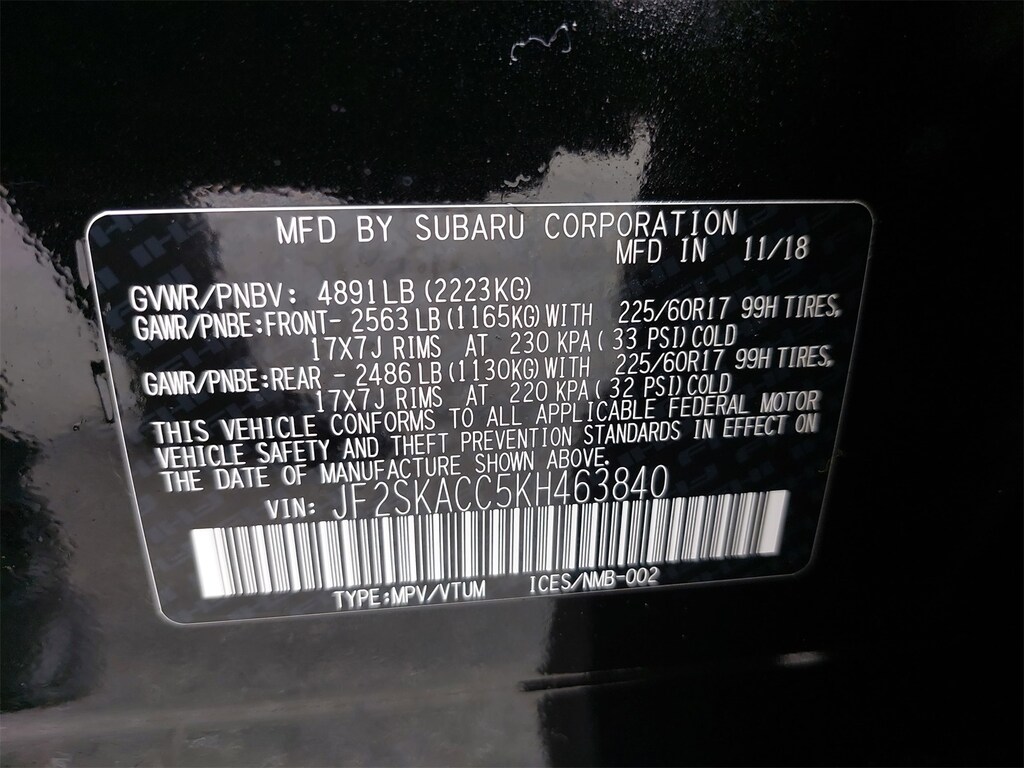 MFD BY SUBARU CORPORATION
MFD IN 11/18
GVWR/PNBV: 4891LB (2223KG)
GAWR/PNBE:FRONT- 2563 LB (1165KG) WITH 225/60R17 99H TIRES,
17X7J RIMS AT 230 KPA ( 33 PSI) COLD
GAWR/PNBE:REAR - 2486 LB (1130KG) WITH 225/60R17 99H TIRES,
17X7J RIMS AT 220 KPA ( 32 PSI) COLD
THIS VEHICLE CONFORMS TO ALL APPLICABLE FEDERAL MOTOR
VEHICLE SAFETY AND THEFT PREVENTION STANDARDS IN EFFECT ON
THE DATE OF MANUFACTURE SHOWN ABOVE.
VIN: JF2SKACC5KH463840
TYPE:MPV/VTUM ICES/NMB-002